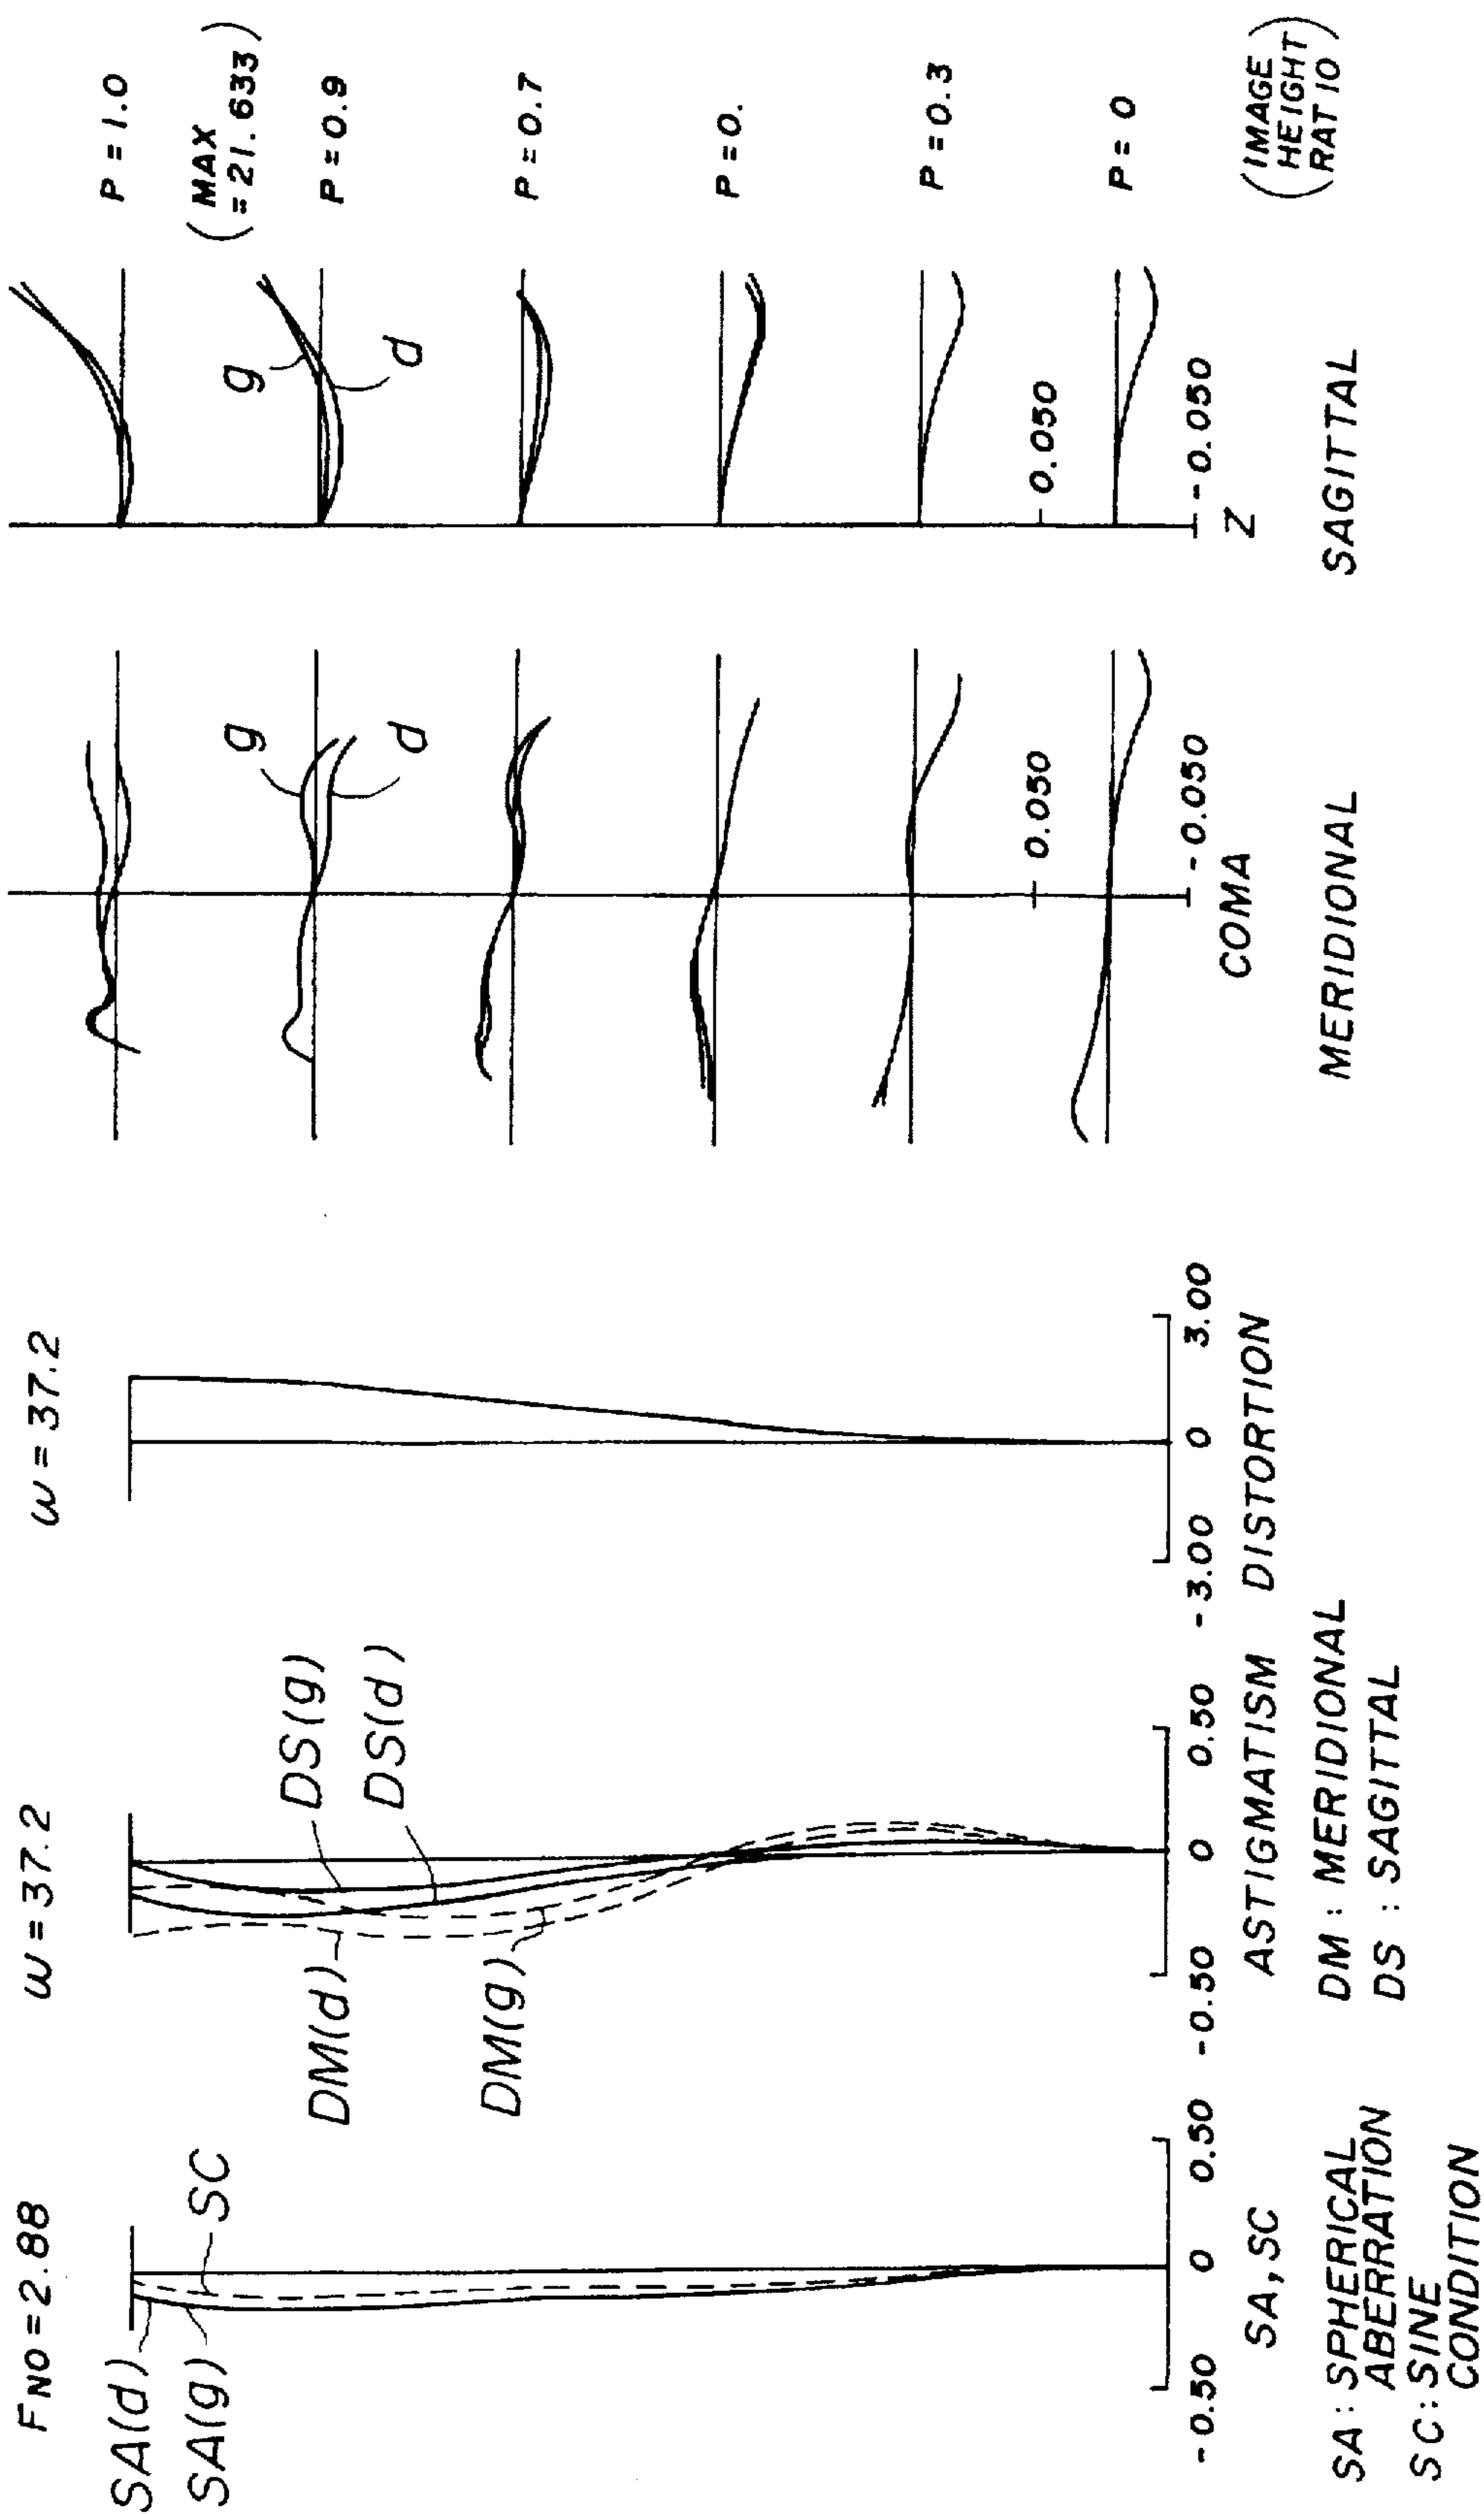 FNO=2.88
SA(d)
SA(g)
SC
-0.50 0 0.50
SA,SC
SA: SPHERICAL
ABERRATION
SC: SINE
CONDITION
ω=37.2
DS(g)
DS(d)
DM(d)
DM(g)
-0.50 0 0.50
ASTIGMATISM
DM: MERIDIONAL
DS: SAGITTAL
ω=37.2
-3.00 0 3.00
DISTORTION
g
d
0.050
-0.050
COMA
MERIDIONAL
g
d
0.050
-0.050
Z
SAGITTAL
P=1.0
(MAX
=21.633)
P=0.9
P=0.7
P=0.
P=0.3
P=0
(IMAGE
HEIGHT
RATIO)